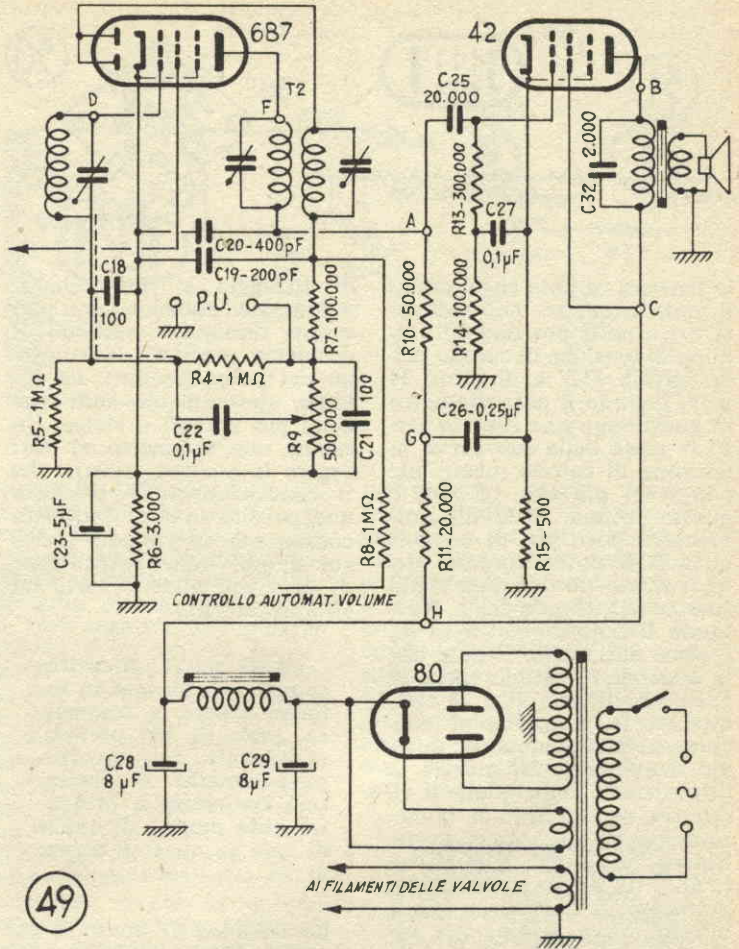 6B7
42
T2
D
F
B
C25
20.000
C32
2.000
R13-300.000
C27
0,1µF
A
C20-400pF
C19-200pF
C
C18
100
P.U.
R7-100.000
R10-50.000
R14-100.000
R4-1MΩ
R5-1MΩ
C22
0,1µF
R9
500.000
100
C21
G
C26-0,25µF
C23-5µF
R6-3.000
R8-1MΩ
R11-20.000
R15-500
CONTROLLO AUTOMAT. VOLUME
H
80
C28
8µF
C29
8µF
AI FILAMENTI DELLE VALVOLE
49